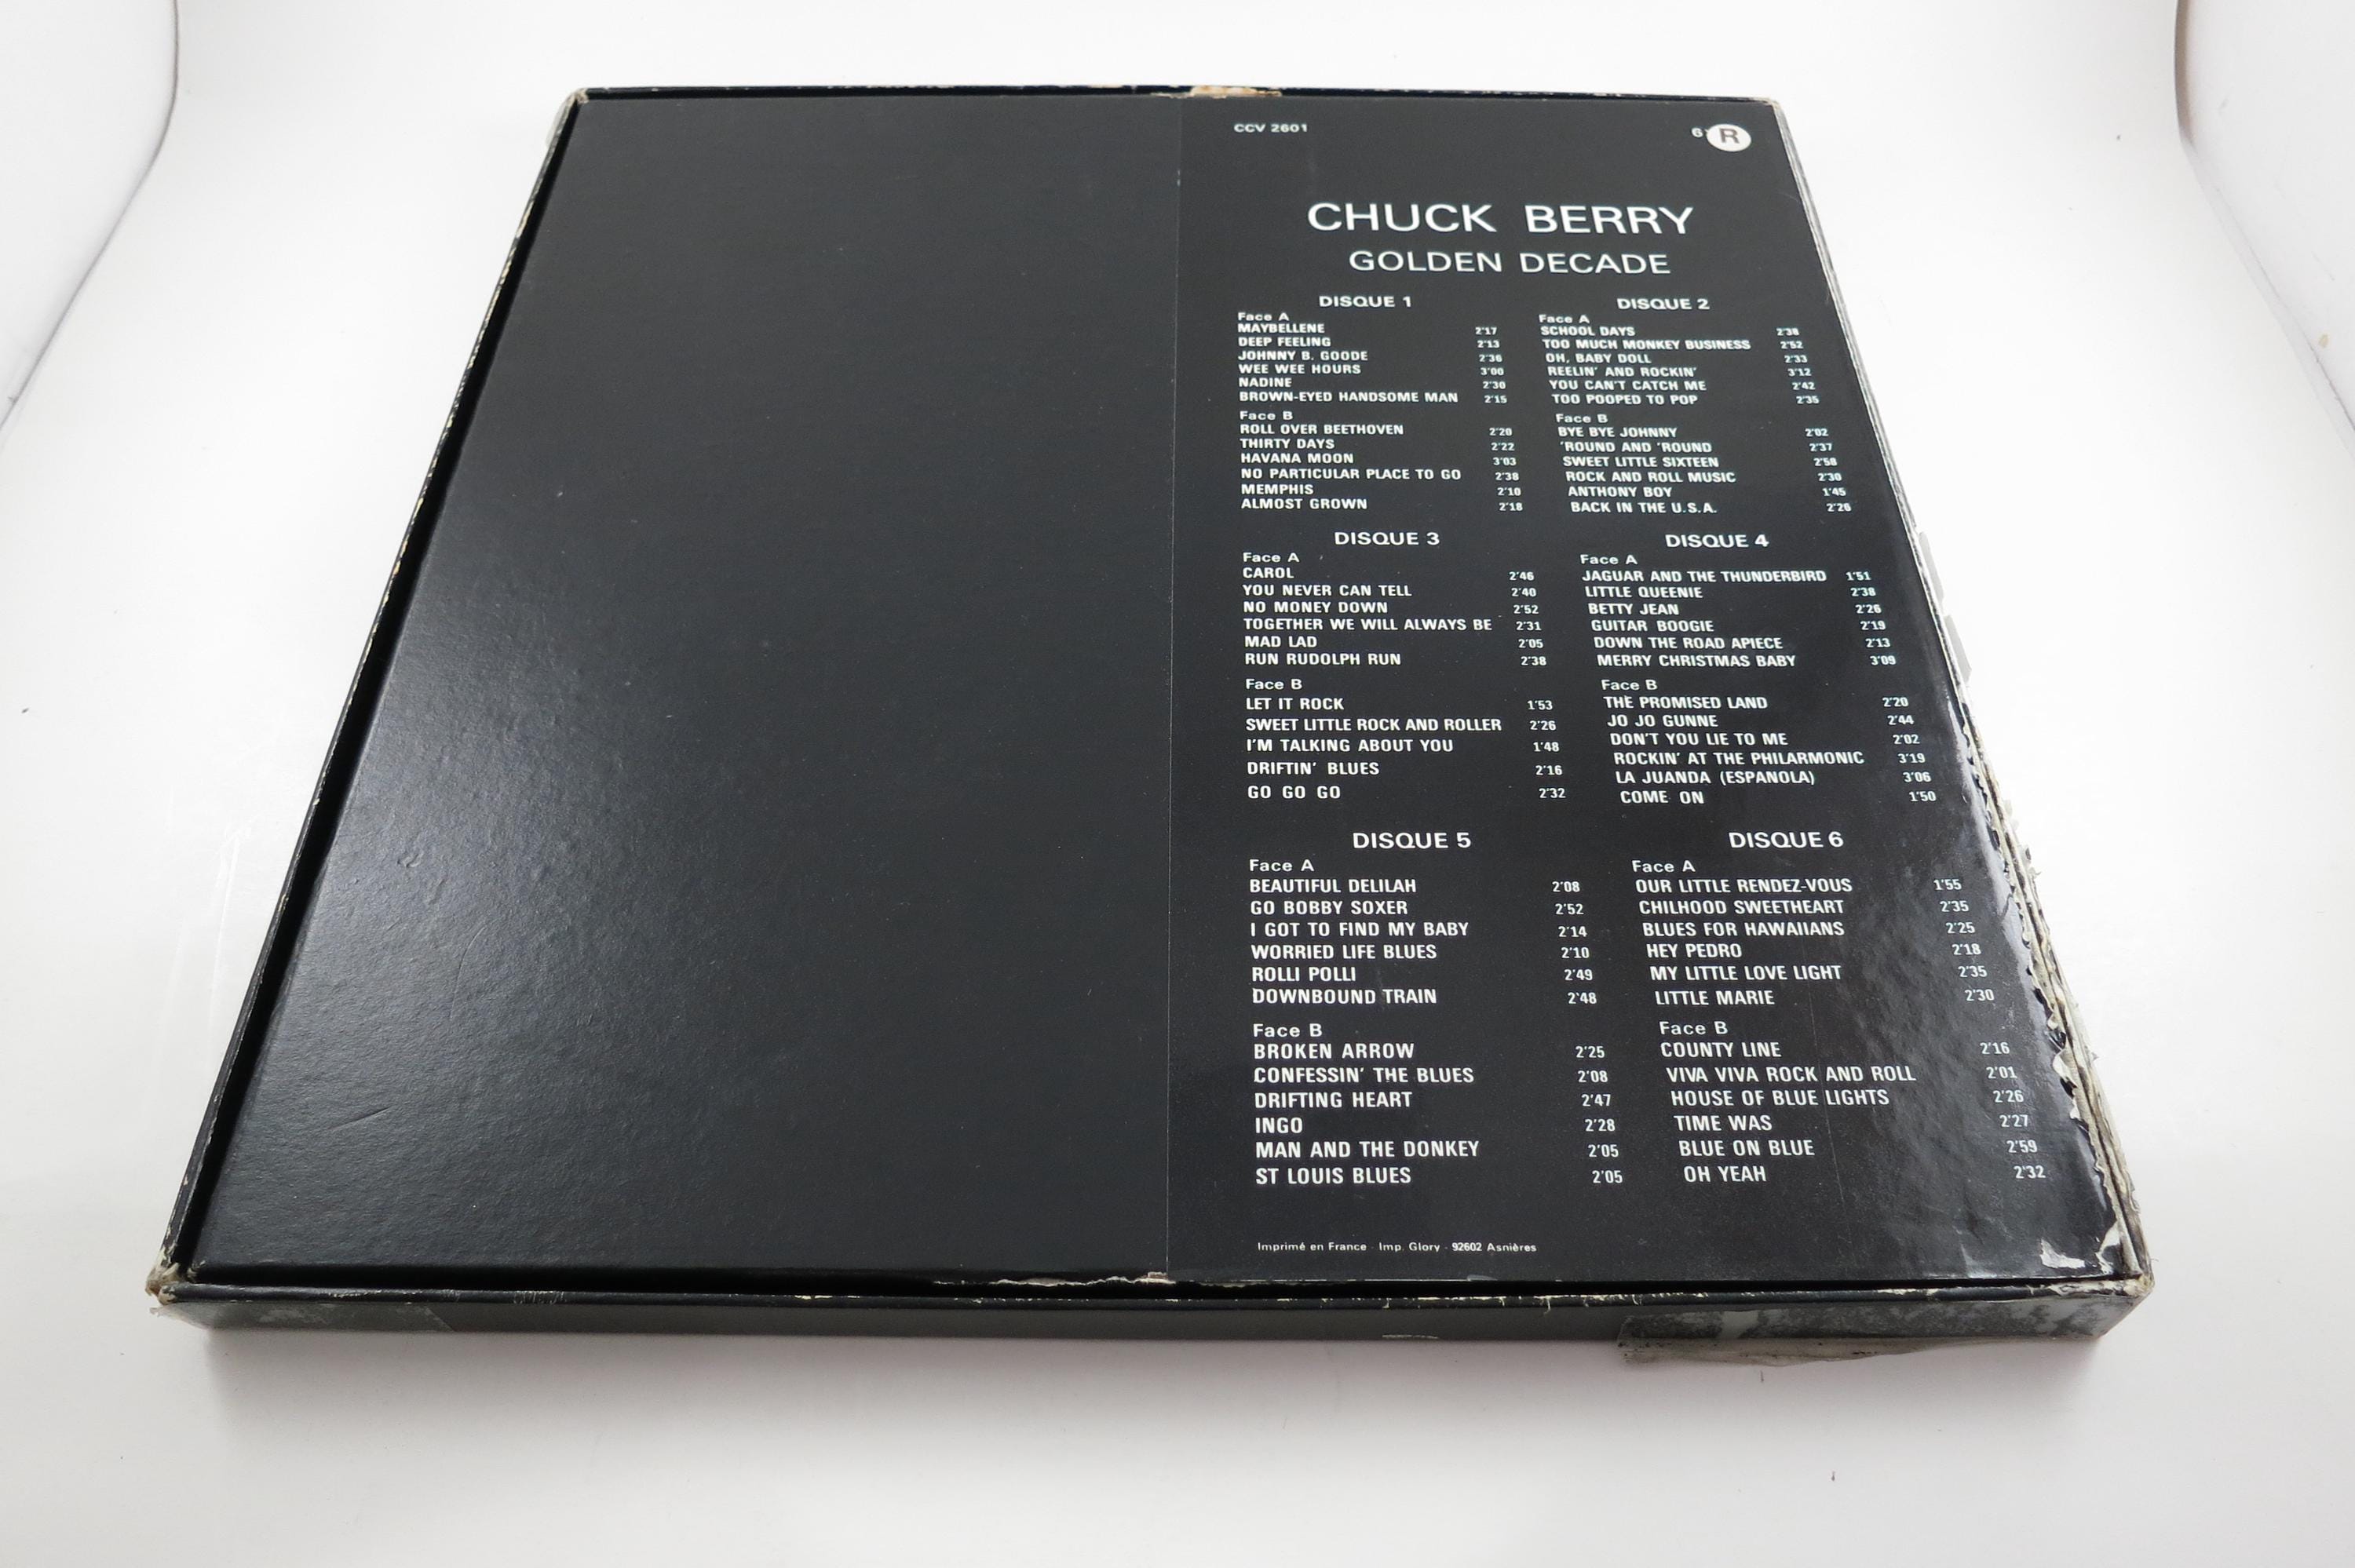 CCV 2601
6 R
CHUCK BERRY
GOLDEN DECADE
DISQUE 1
Face A
MAYBELLENE 2'17
DEEP FEELING 2'13
JOHNNY B. GOODE 2'36
WEE WEE HOURS 3'00
NADINE 2'30
BROWN-EYED HANDSOME MAN 2'15
Face B
ROLL OVER BEETHOVEN 2'20
THIRTY DAYS 2'22
HAVANA MOON 3'03
NO PARTICULAR PLACE TO GO 2'38
MEMPHIS 2'10
ALMOST GROWN 2'18
DISQUE 2
Face A
SCHOOL DAYS 2'38
TOO MUCH MONKEY BUSINESS 2'52
OH, BABY DOLL 2'33
REELIN' AND ROCKIN' 3'12
YOU CAN'T CATCH ME 2'42
TOO POOPED TO POP 2'35
Face B
BYE BYE JOHNNY 2'02
'ROUND AND 'ROUND 2'37
SWEET LITTLE SIXTEEN 2'58
ROCK AND ROLL MUSIC 2'30
ANTHONY BOY 1'45
BACK IN THE U.S.A. 2'26
DISQUE 3
Face A
CAROL 2'46
YOU NEVER CAN TELL 2'40
NO MONEY DOWN 2'52
TOGETHER WE WILL ALWAYS BE 2'31
MAD LAD 2'05
RUN RUDOLPH RUN 2'38
Face B
LET IT ROCK 1'53
SWEET LITTLE ROCK AND ROLLER 2'26
I'M TALKING ABOUT YOU 1'48
DRIFTIN' BLUES 2'16
GO GO GO 2'32
DISQUE 4
Face A
JAGUAR AND THE THUNDERBIRD 1'51
LITTLE QUEENIE 2'38
BETTY JEAN 2'26
GUITAR BOOGIE 2'19
DOWN THE ROAD APIECE 2'13
MERRY CHRISTMAS BABY 3'09
Face B
THE PROMISED LAND 2'20
JO JO GUNNE 2'44
DON'T YOU LIE TO ME 2'02
ROCKIN' AT THE PHILARMONIC 3'19
LA JUANDA (ESPANOLA) 3'06
COME ON 1'50
DISQUE 5
Face A
BEAUTIFUL DELILAH 2'08
GO BOBBY SOXER 2'52
I GOT TO FIND MY BABY 2'14
WORRIED LIFE BLUES 2'10
ROLLI POLLI 2'49
DOWNBOUND TRAIN 2'48
Face B
BROKEN ARROW 2'25
CONFESSIN' THE BLUES 2'08
DRIFTING HEART 2'47
INGO 2'28
MAN AND THE DONKEY 2'05
ST LOUIS BLUES 2'05
DISQUE 6
Face A
OUR LITTLE RENDEZ-VOUS 1'55
CHILHOOD SWEETHEART 2'35
BLUES FOR HAWAIIANS 2'25
HEY PEDRO 2'18
MY LITTLE LOVE LIGHT 2'35
LITTLE MARIE 2'30
Face B
COUNTY LINE 2'16
VIVA VIVA ROCK AND ROLL 2'01
HOUSE OF BLUE LIGHTS 2'26
TIME WAS 2'27
BLUE ON BLUE 2'59
OH YEAH 2'32
Imprimé en France - Imp. Glory - 92602 Asnières